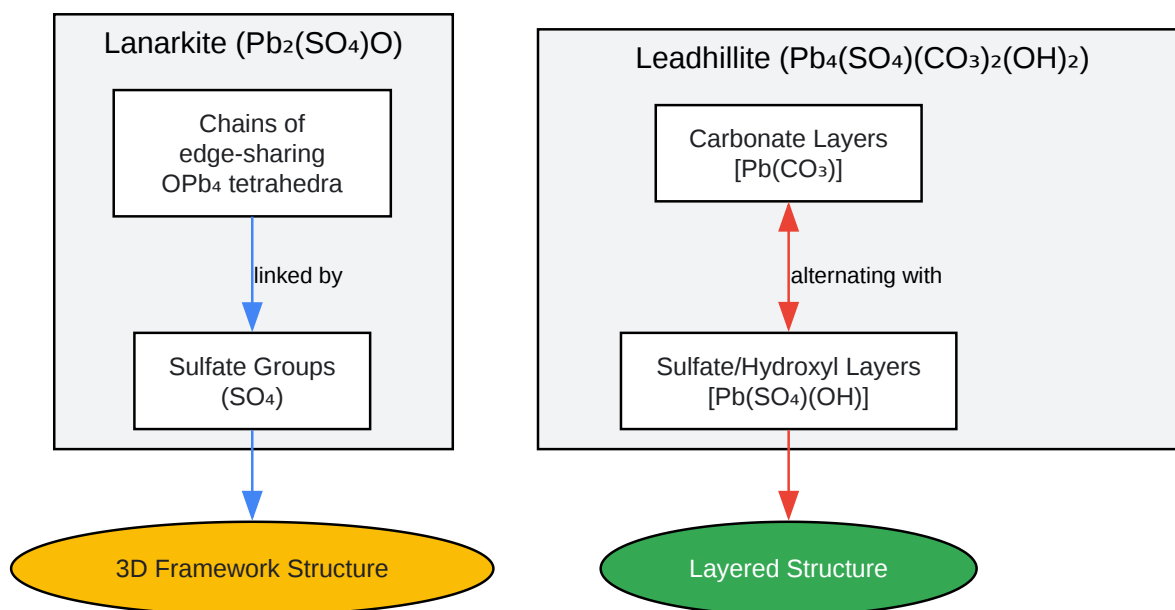 Lanarkite (Pb₂(SO₄)O)
Chains of
edge-sharing
OPb₄ tetrahedra
linked by
Sulfate Groups
(SO₄)
3D Framework Structure
Leadhillite (Pb₄(SO₄)(CO₃)₂(OH)₂)
Carbonate Layers
[Pb(CO₃)]
alternating with
Sulfate/Hydroxyl Layers
[Pb(SO₄)(OH)]
Layered Structure